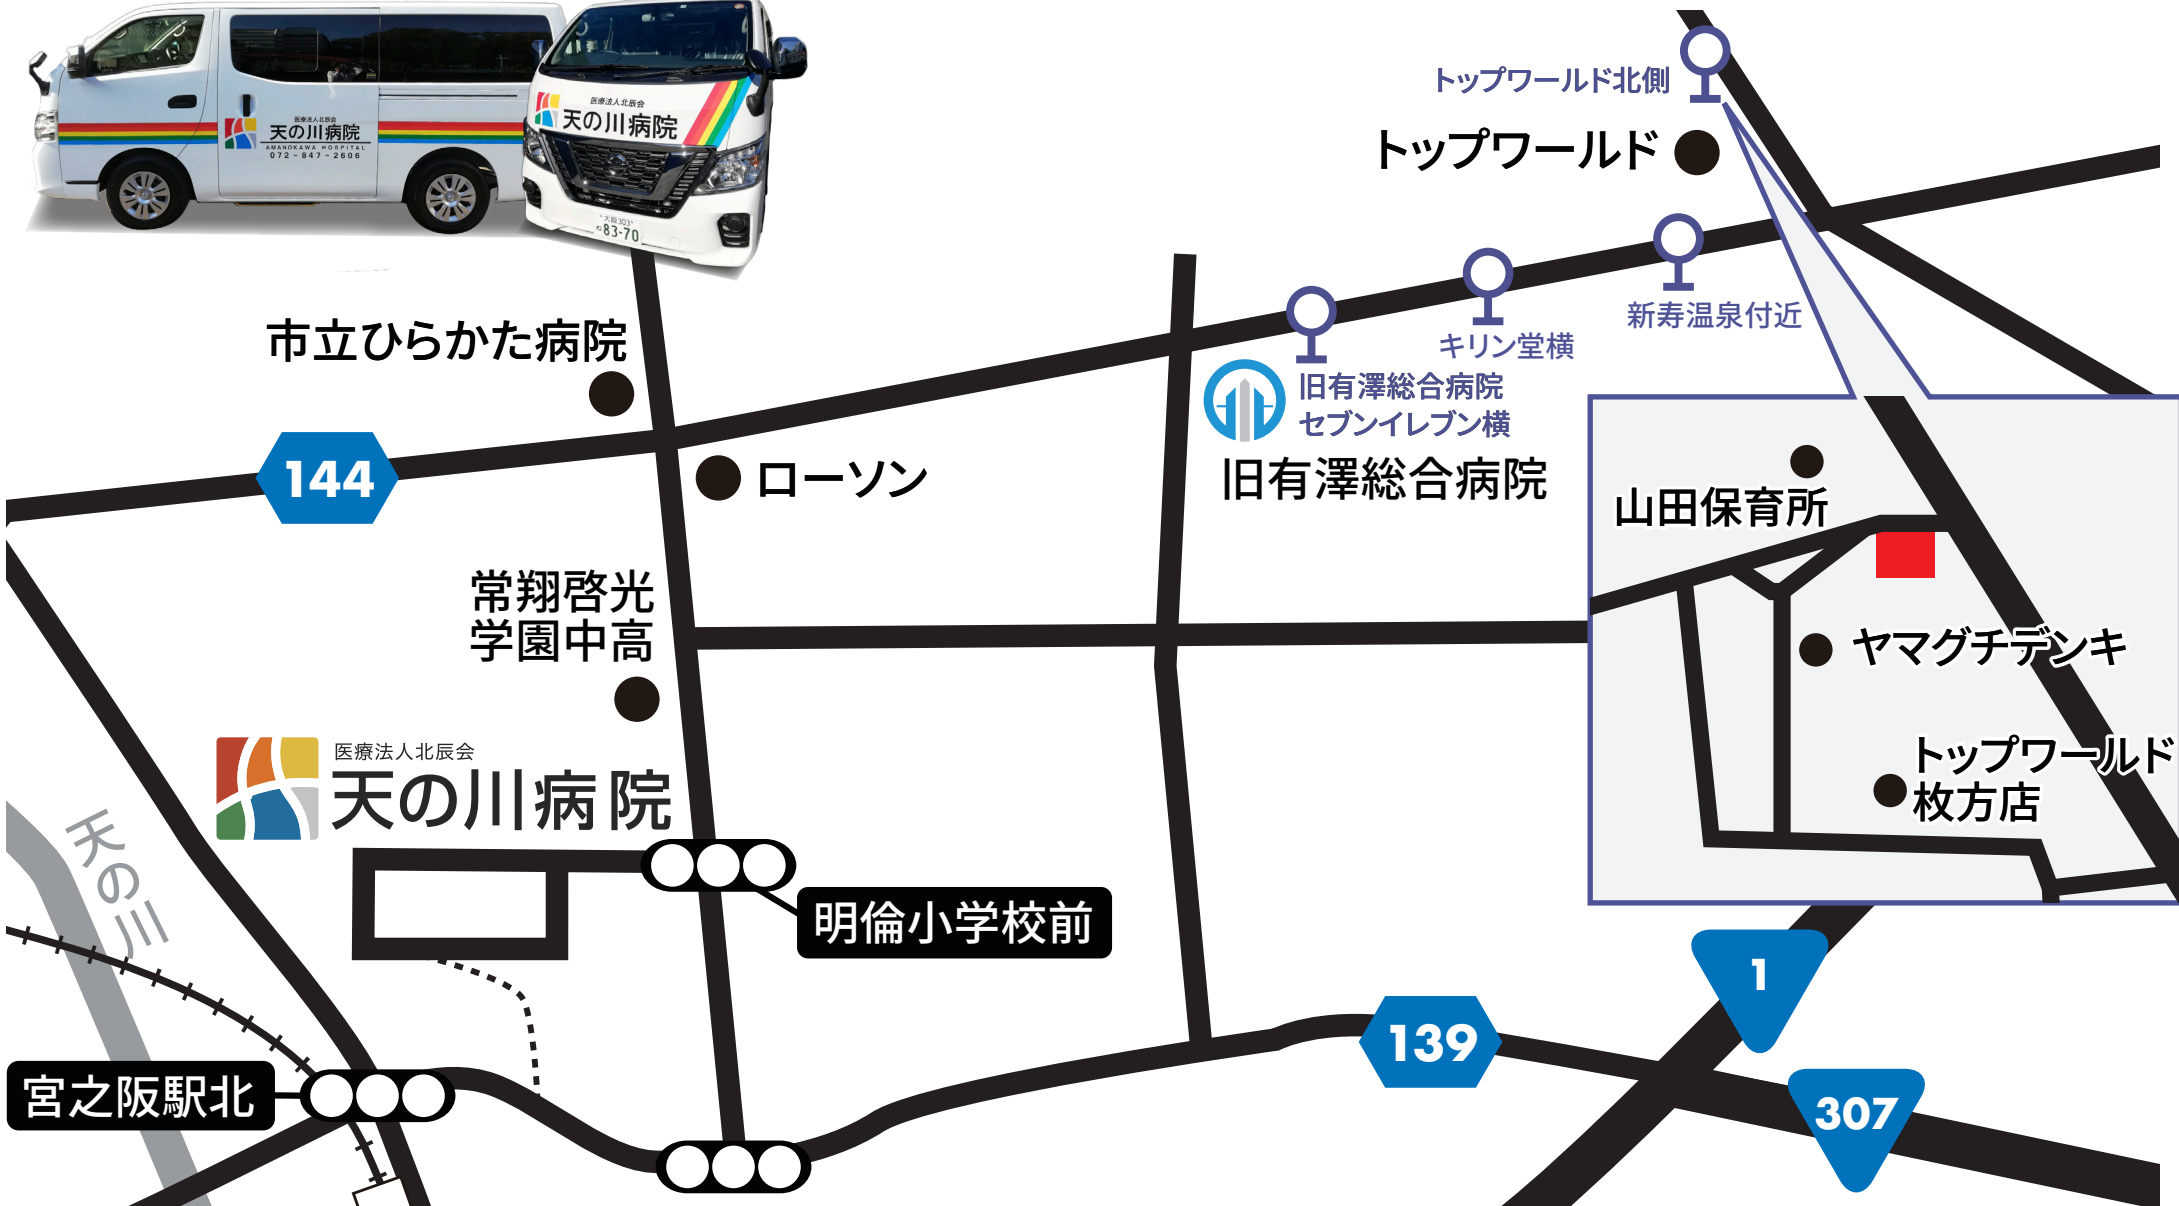 医療法人北辰会
天の川病院
AMANOKAWA HOSPITAL
072-847-2606
医療法人北辰会
天の川病院
大阪 303
83-70
トップワールド北側
トップワールド
新寿温泉付近
キリン堂横
市立ひらかた病院
旧有澤総合病院
セブンイレブン横
旧有澤総合病院
144
ローソン
山田保育所
常翔啓光
学園中高
ヤマグチデンキ
医療法人北辰会
天の川病院
トップワールド
枚方店
天の川
明倫小学校前
1
139
宮之阪駅北
307